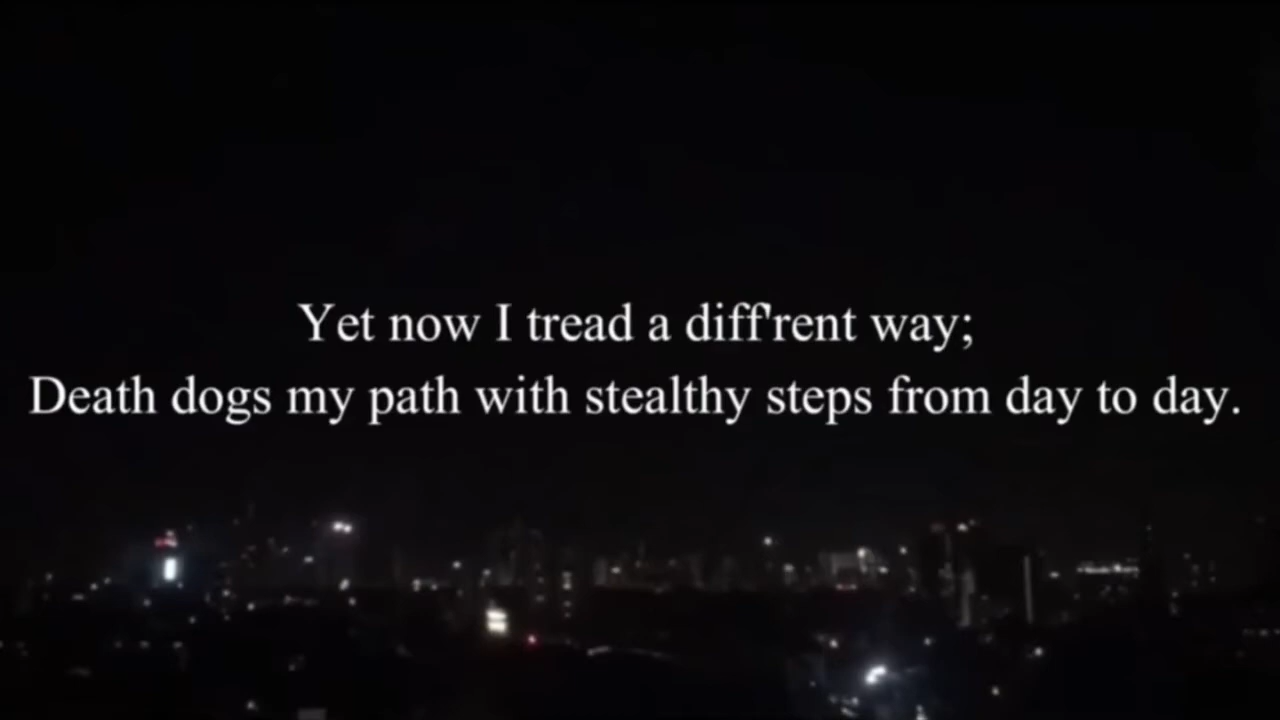 Yet now I tread a diff'rent way;
Death dogs my path with stealthy steps from day to day.